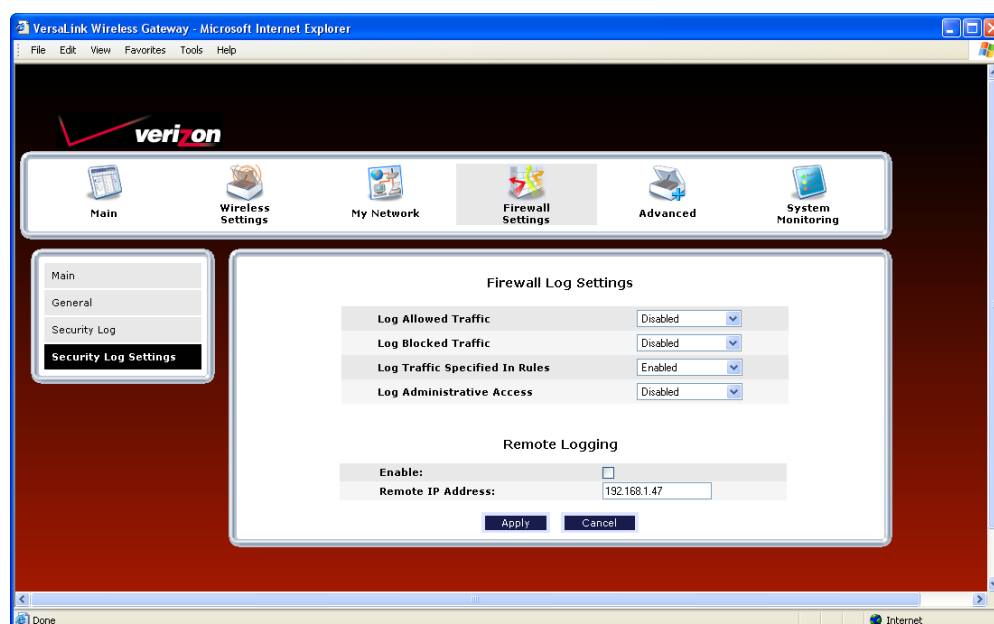 VersaLink Wireless Gateway - Microsoft Internet Explorer
File Edit View Favorites Tools Help
verizon
Main
Wireless
Settings
My Network
Firewall
Settings
Advanced
System
Monitoring
Main
General
Security Log
Security Log Settings
Firewall Log Settings
Log Allowed Traffic Disabled
Log Blocked Traffic Disabled
Log Traffic Specified In Rules Enabled
Log Administrative Access Disabled
Remote Logging
Enable:
Remote IP Address: 192.168.1.47
Apply Cancel
Done Internet